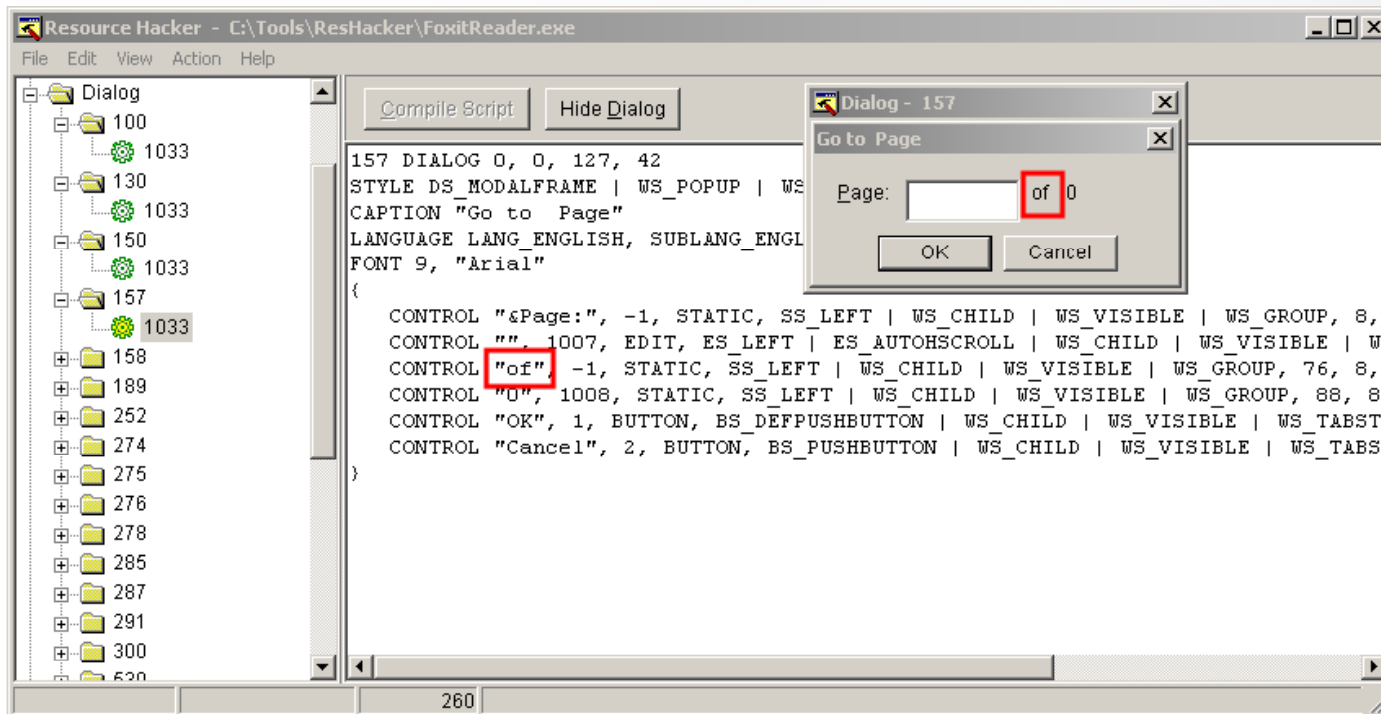 Resource Hacker - C:\Tools\ResHacker\FoxitReader.exe
File Edit View Action Help
Dialog
100
1033
130
1033
150
1033
157
1033
158
189
252
274
275
276
278
285
287
291
300
530
Compile Script Hide Dialog
157 DIALOG 0, 0, 127, 42
STYLE DS_MODALFRAME | WS_POPUP | WS
CAPTION "Go to  Page"
LANGUAGE LANG_ENGLISH, SUBLANG_ENGL
FONT 9, "Arial"
{
CONTROL "&Page:", -1, STATIC, SS_LEFT | WS_CHILD | WS_VISIBLE | WS_GROUP, 8,
CONTROL "", 1007, EDIT, ES_LEFT | ES_AUTOHSCROLL | WS_CHILD | WS_VISIBLE | W
CONTROL "of", -1, STATIC, SS_LEFT | WS_CHILD | WS_VISIBLE | WS_GROUP, 76, 8,
CONTROL "0", 1008, STATIC, SS_LEFT | WS_CHILD | WS_VISIBLE | WS_GROUP, 88, 8
CONTROL "OK", 1, BUTTON, BS_DEFPUSHBUTTON | WS_CHILD | WS_VISIBLE | WS_TABST
CONTROL "Cancel", 2, BUTTON, BS_PUSHBUTTON | WS_CHILD | WS_VISIBLE | WS_TABS
}
Dialog - 157
Go to Page
Page: of 0
OK Cancel
260